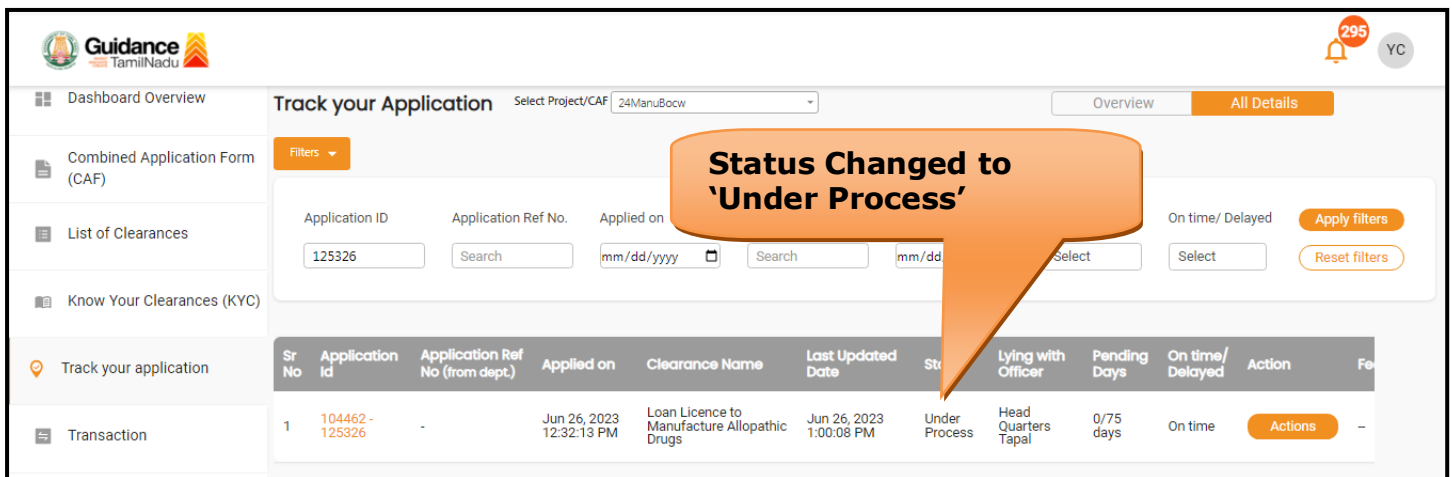 Guidance
TamilNadu
295
YC
Dashboard Overview
Track your Application
Select Project/CAF
24ManuBocw
Overview
All Details
Combined Application Form
(CAF)
Filters
Status Changed to
‘Under Process’
List of Clearances
Application ID
Application Ref No.
Applied on
On time/ Delayed
Apply filters
125326
Search
mm/dd/yyyy
Search
mm/dd
Select
Select
Reset filters
Know Your Clearances (KYC)
Track your application
Sr
No
Application
Id
Application Ref
No (from dept.)
Applied on
Clearance Name
Last Updated
Date
Lying with
Officer
Pending
Days
On time/
Delayed
Action
Transaction
1
104462 -
125326
-
Jun 26, 2023
12:32:13 PM
Loan Licence to
Manufacture Allopathic
Drugs
Jun 26, 2023
1:00:08 PM
Under
Process
Head
Quarters
Tapal
0/75
days
On time
Actions
–